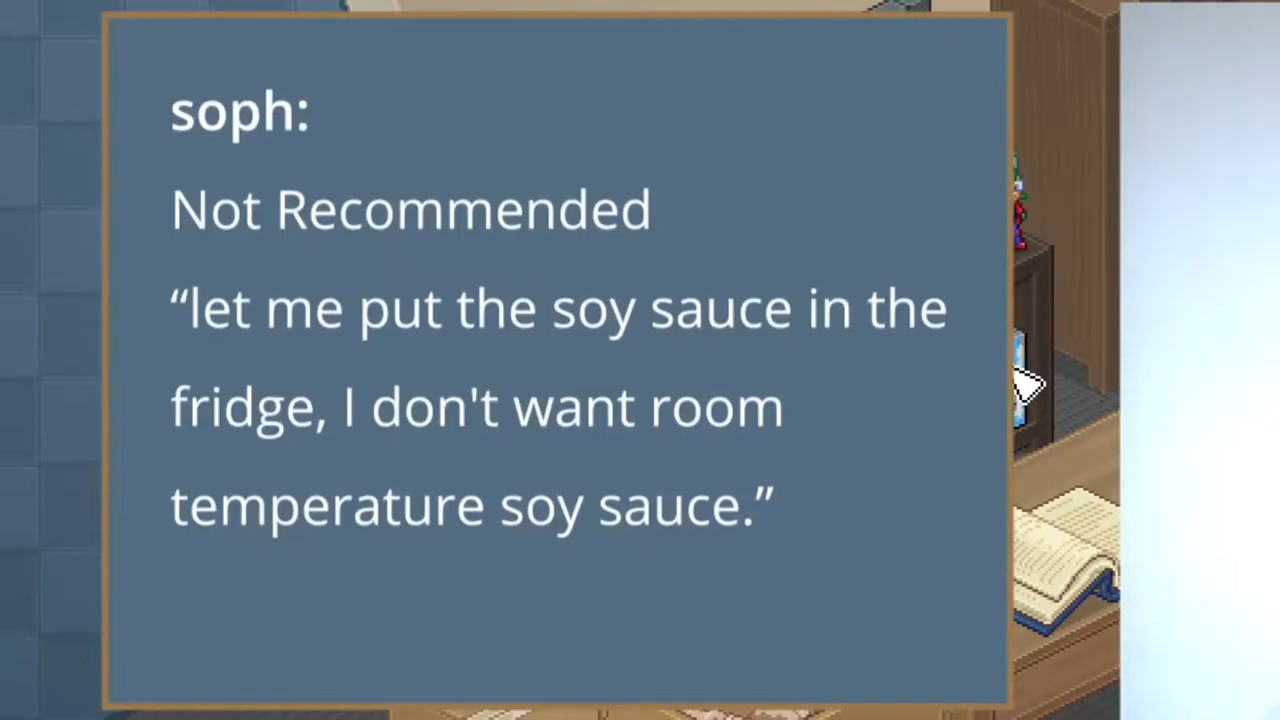 soph:
Not Recommended
“let me put the soy sauce in the
fridge, I don't want room
temperature soy sauce.”